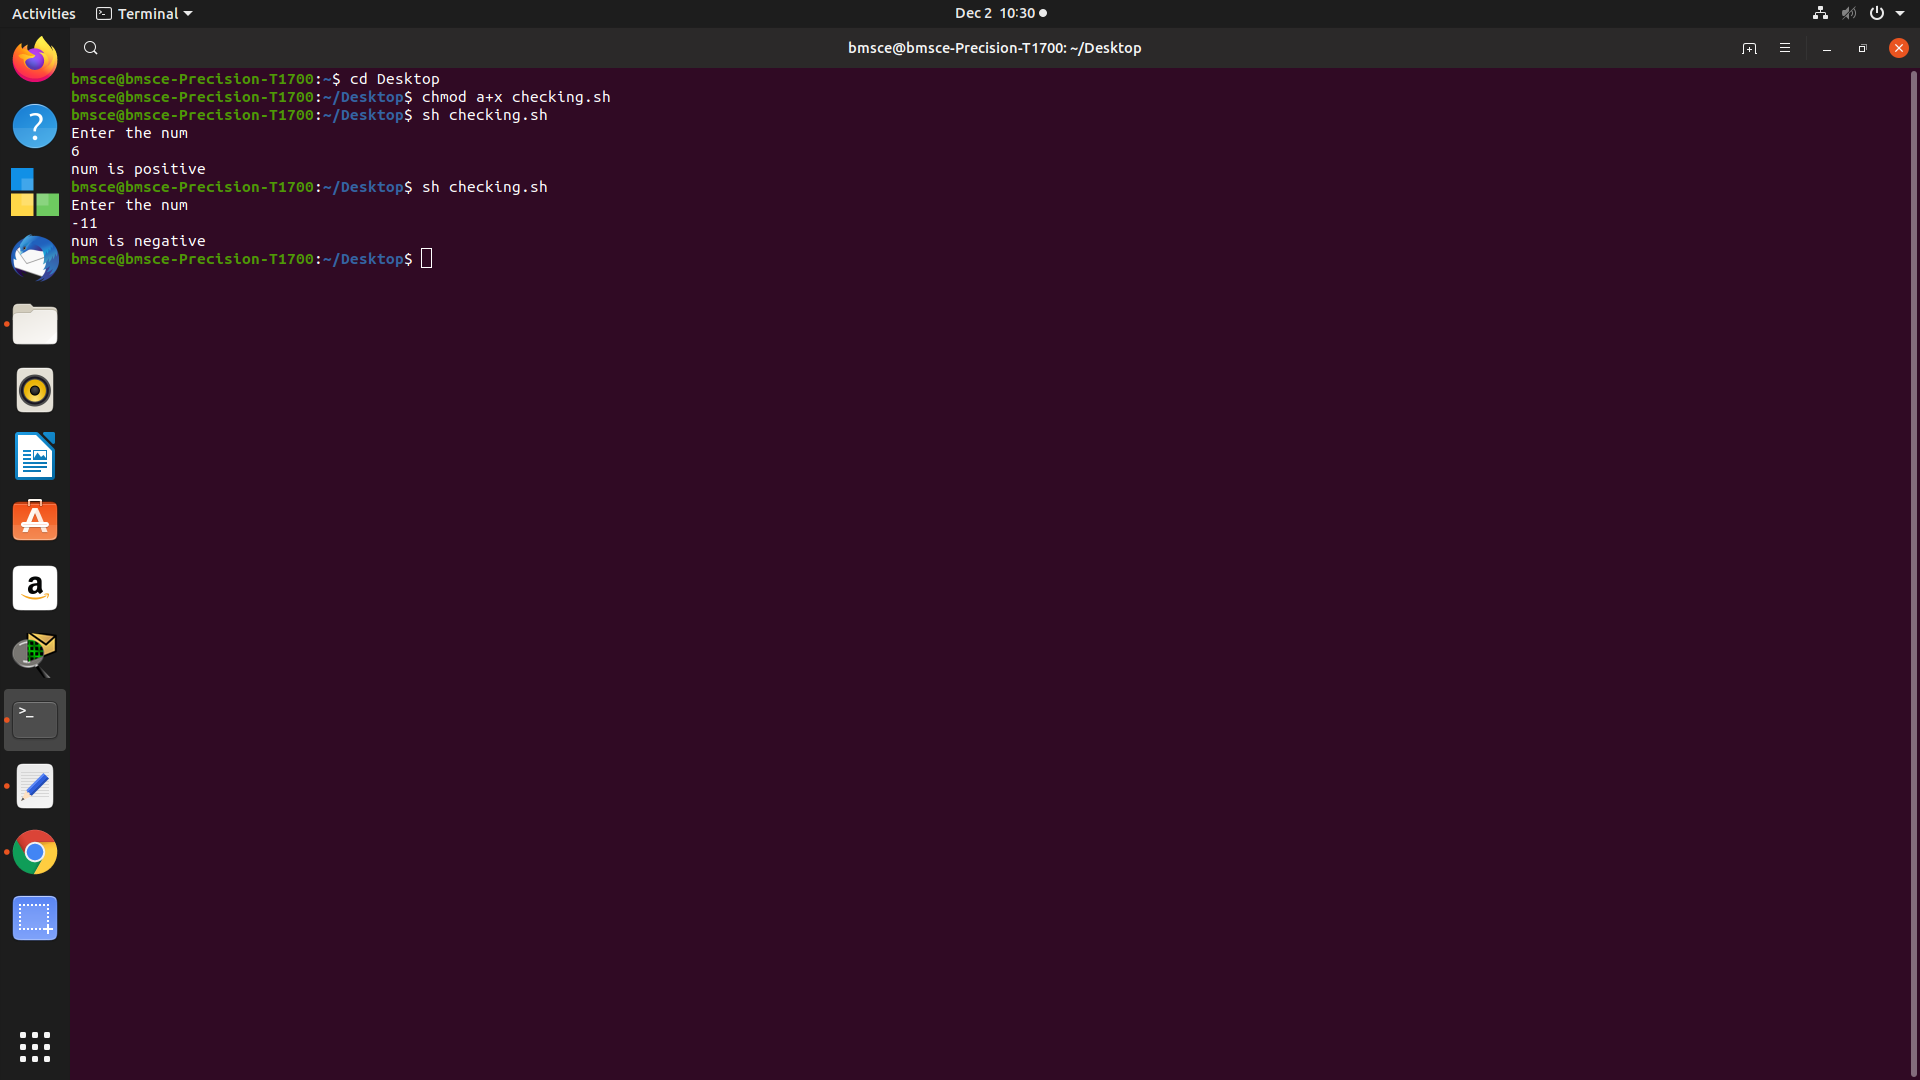 Activities Terminal Dec 2 10:30
bmsce@bmsce-Precision-T1700: ~/Desktop
bmsce@bmsce-Precision-T1700:~$ cd Desktop
bmsce@bmsce-Precision-T1700:~/Desktop$ chmod a+x checking.sh
bmsce@bmsce-Precision-T1700:~/Desktop$ sh checking.sh
Enter the num
6
num is positive
bmsce@bmsce-Precision-T1700:~/Desktop$ sh checking.sh
Enter the num
-11
num is negative
bmsce@bmsce-Precision-T1700:~/Desktop$